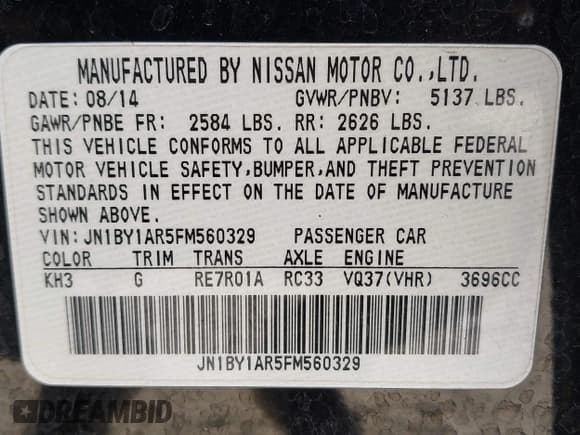 MANUFACTURED BY NISSAN MOTOR CO.,LTD.
DATE: 08/14 GVWR/PNBV: 5137 LBS.
GAWR/PNBE FR: 2584 LBS. RR: 2626 LBS.
THIS VEHICLE CONFORMS TO ALL APPLICABLE FEDERAL
MOTOR VEHICLE SAFETY,BUMPER,AND THEFT PREVENTION
STANDARDS IN EFFECT ON THE DATE OF MANUFACTURE
SHOWN ABOVE.
VIN: JN1BY1AR5FM560329 PASSENGER CAR
COLOR TRIM TRANS AXLE ENGINE
KH3 G RE7R01A RC33 VQ37(VHR) 3696CC
JN1BY1AR5FM560329
DREAMBID